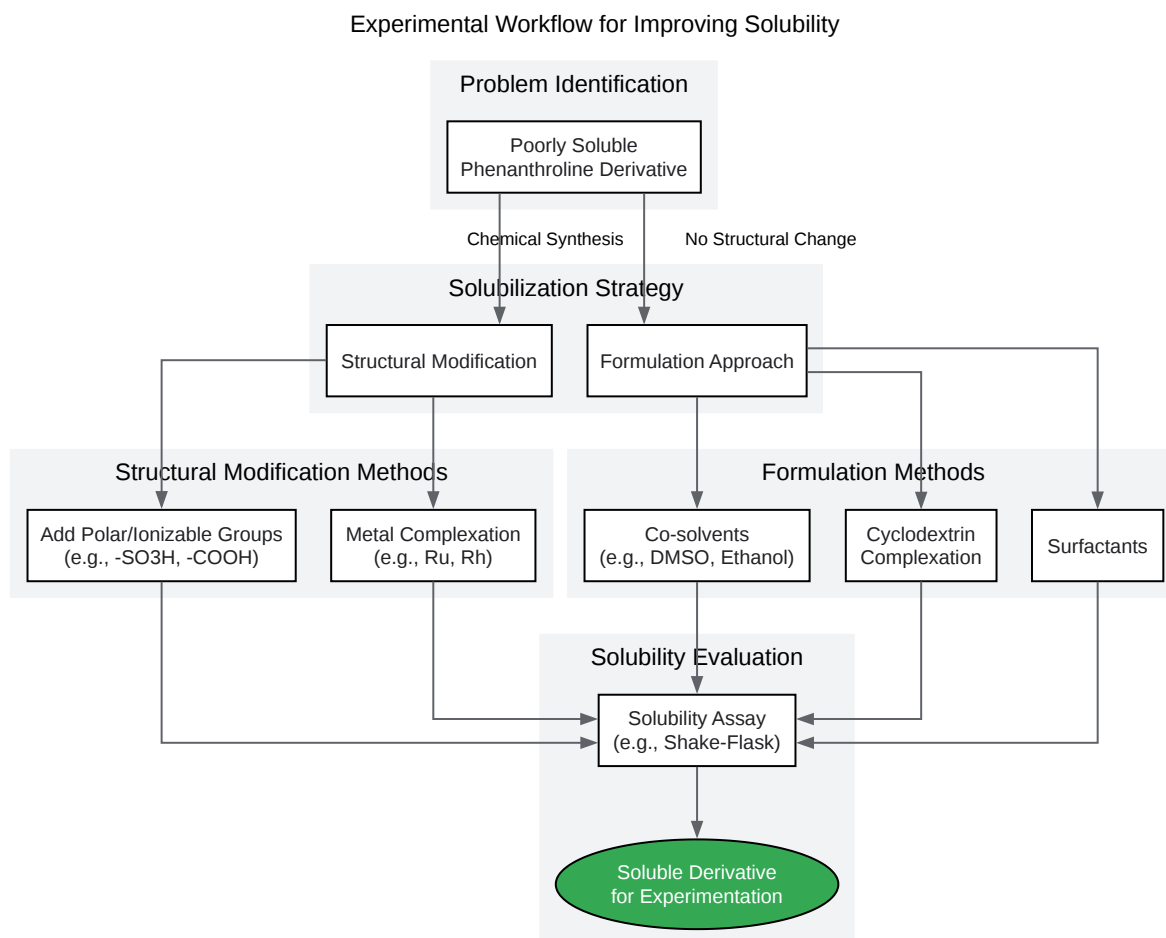 Experimental Workflow for Improving Solubility
Problem Identification
Poorly Soluble
Phenanthroline Derivative
Chemical Synthesis
No Structural Change
Solubilization Strategy
Structural Modification
Formulation Approach
Structural Modification Methods
Formulation Methods
Add Polar/Ionizable Groups
(e.g., -SO3H, -COOH)
Metal Complexation
(e.g., Ru, Rh)
Co-solvents
(e.g., DMSO, Ethanol)
Cyclodextrin
Complexation
Surfactants
Solubility Evaluation
Solubility Assay
(e.g., Shake-Flask)
Soluble Derivative
for Experimentation